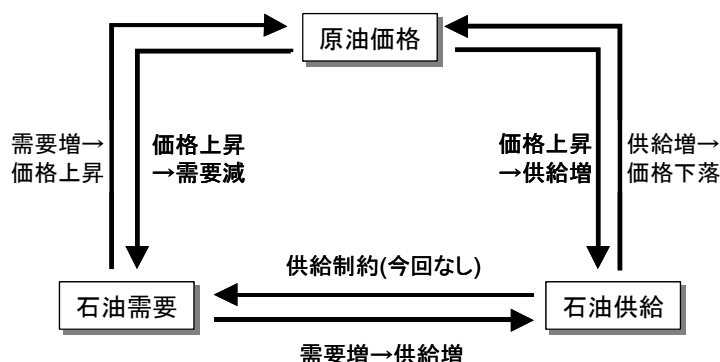 原油価格
需要増→
価格上昇
価格上昇
→需要減
価格上昇
→供給増
供給増→
価格下落
供給制約(今回なし)
石油需要
石油供給
需要増→供給増